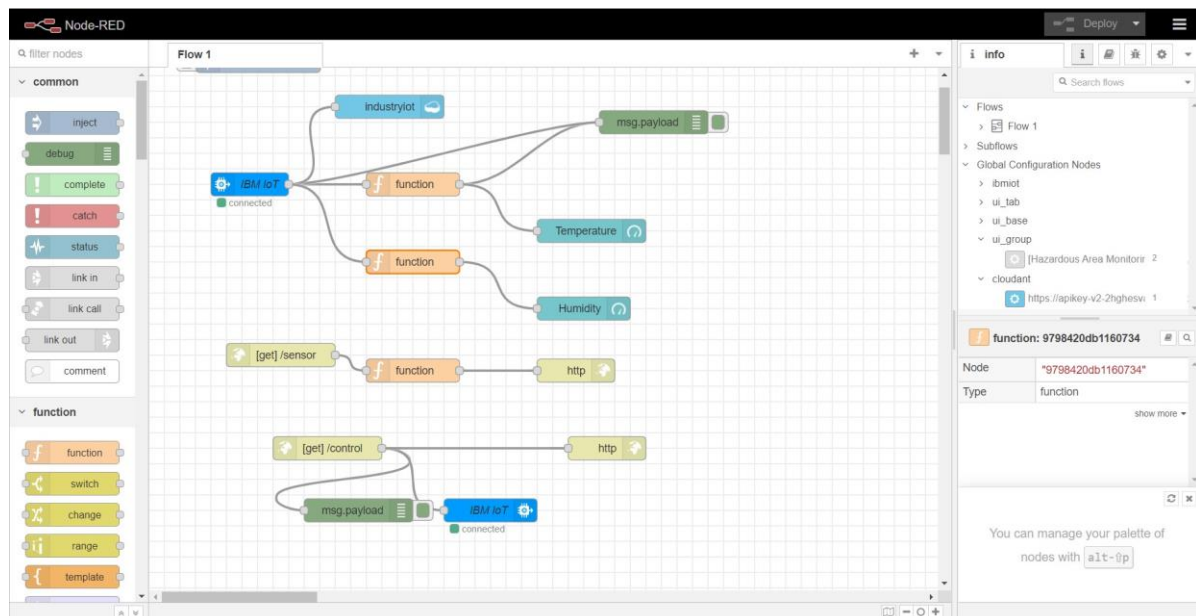 Node-RED
Deploy
filter nodes
common
inject
debug
complete
catch
status
link in
link call
link out
comment
function
function
switch
change
range
template
Flow 1
industryiot
msg.payload
IBM IoT
connected
function
Temperature
function
Humidity
[get] /sensor
function
http
[get] /control
http
msg.payload
IBM IoT
connected
i info
Search flows
Flows
Flow 1
Subflows
Global Configuration Nodes
ibmiot
ui_tab
ui_base
ui_group
[Hazardous Area Monitorin 2
cloudant
https://apikey-v2-2hghesv 1
function: 9798420db1160734
Node "9798420db1160734"
Type function
show more
You can manage your palette of
nodes with alt-⇧p